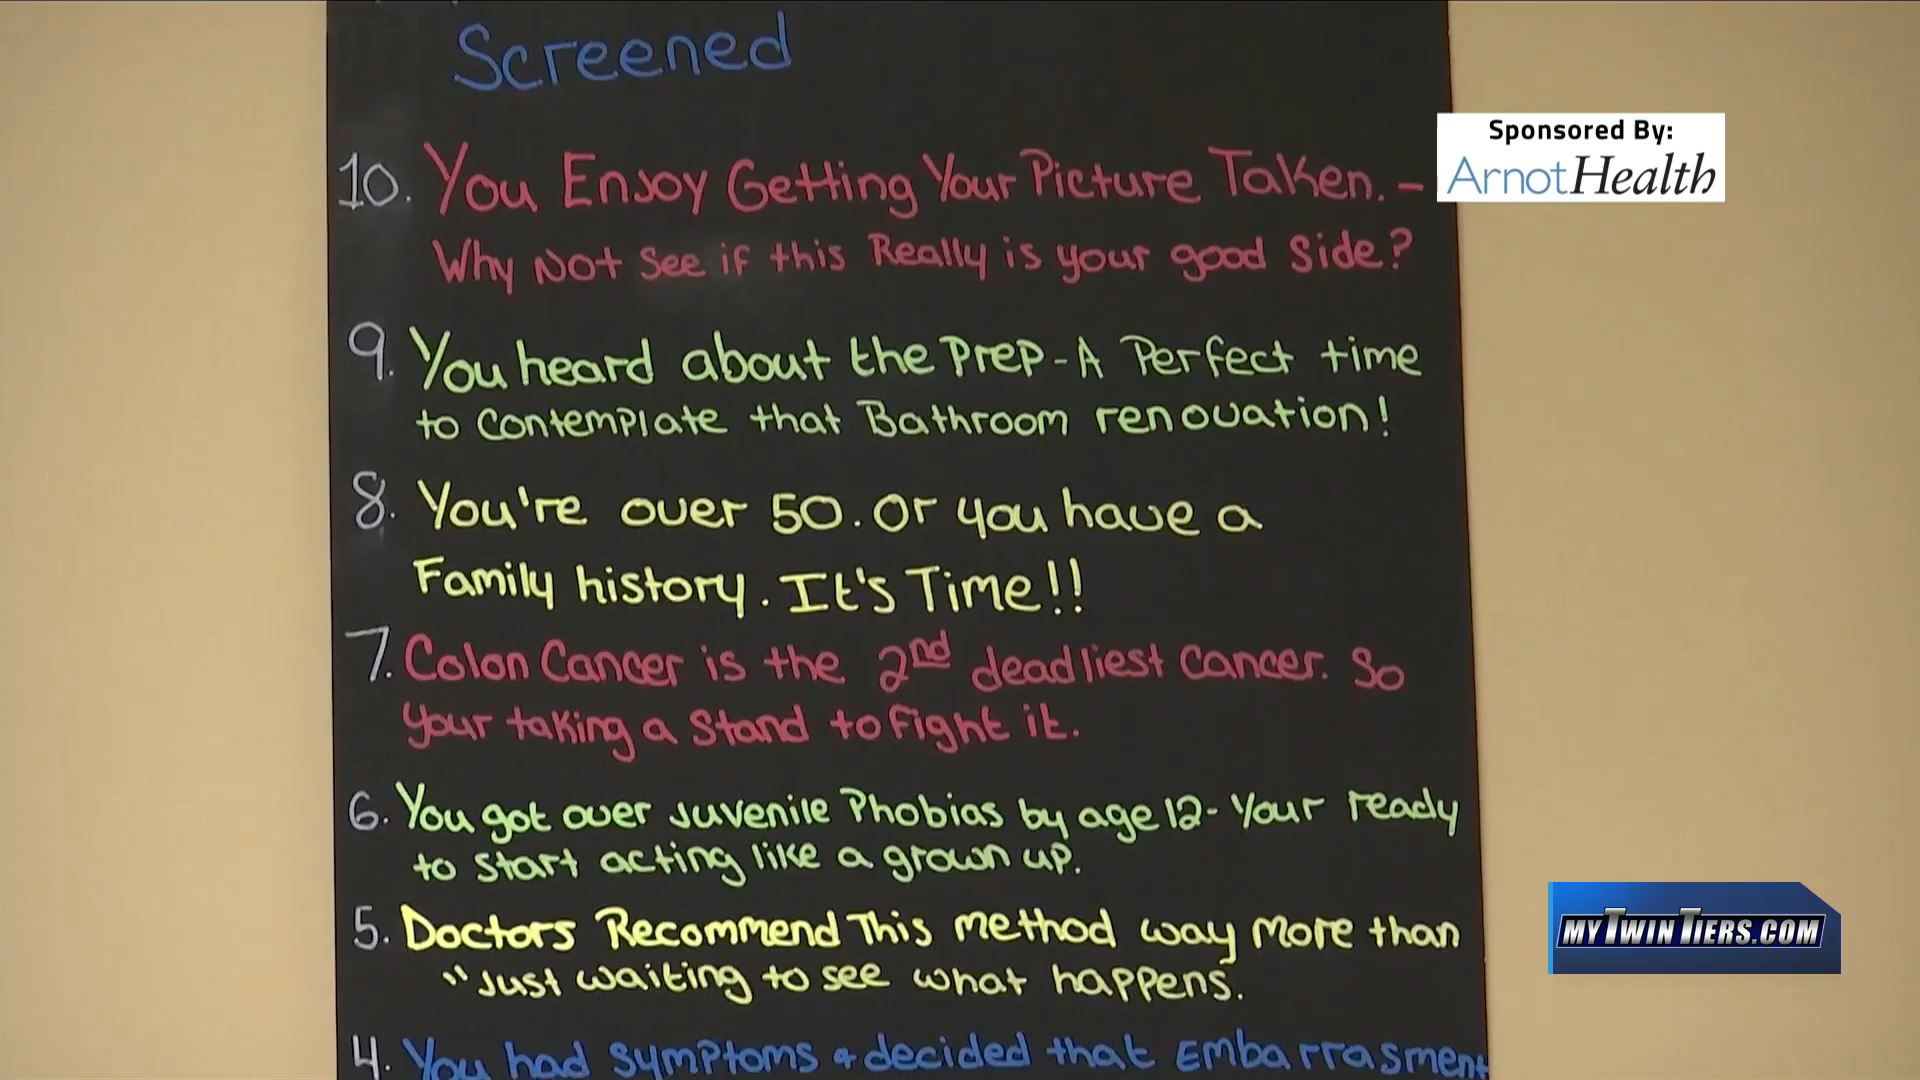 Screened
10. You Enjoy Getting Your Picture Taken. -
Why Not See if this Really is your good Side?
9. You heard about the Prep - A Perfect time
to contemplate that Bathroom renovation!
8. You're over 50. Or you have a
Family history. It's Time!!
7. Colon Cancer is the 2nd deadliest cancer. So
your taking a Stand to fight it.
6. You got over Juvenile Phobias by age 12 - Your ready
to start acting like a grown up.
5. Doctors Recommend This method way more than
"Just waiting to see what happens.
4. You had symptoms & decided that Embarrasment
Sponsored By:
ArnotHealth
MYTWINTIERS.COM